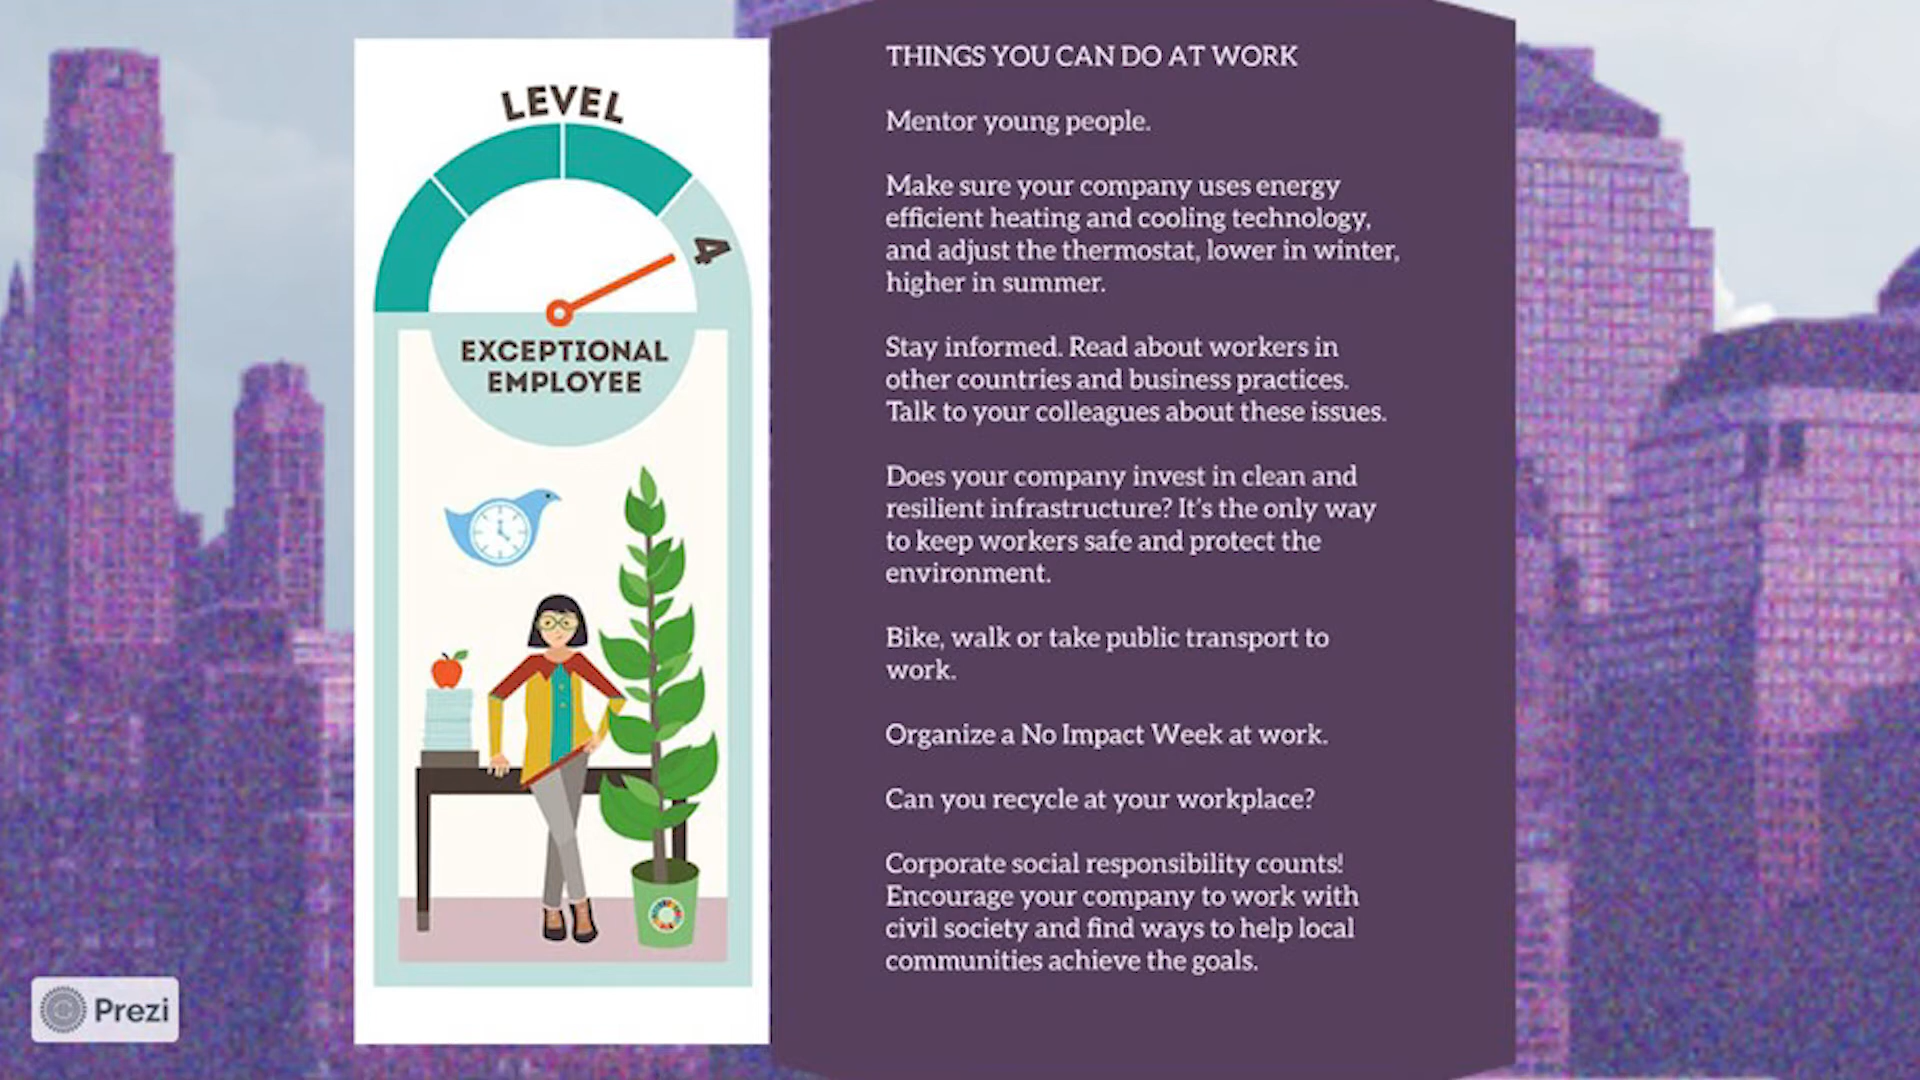 LEVEL
4
EXCEPTIONAL
EMPLOYEE
THINGS YOU CAN DO AT WORK
Mentor young people.
Make sure your company uses energy
efficient heating and cooling technology,
and adjust the thermostat, lower in winter,
higher in summer.
Stay informed. Read about workers in
other countries and business practices.
Talk to your colleagues about these issues.
Does your company invest in clean and
resilient infrastructure? It's the only way
to keep workers safe and protect the
environment.
Bike, walk or take public transport to
work.
Organize a No Impact Week at work.
Can you recycle at your workplace?
Corporate social responsibility counts!
Encourage your company to work with
civil society and find ways to help local
communities achieve the goals.
Prezi